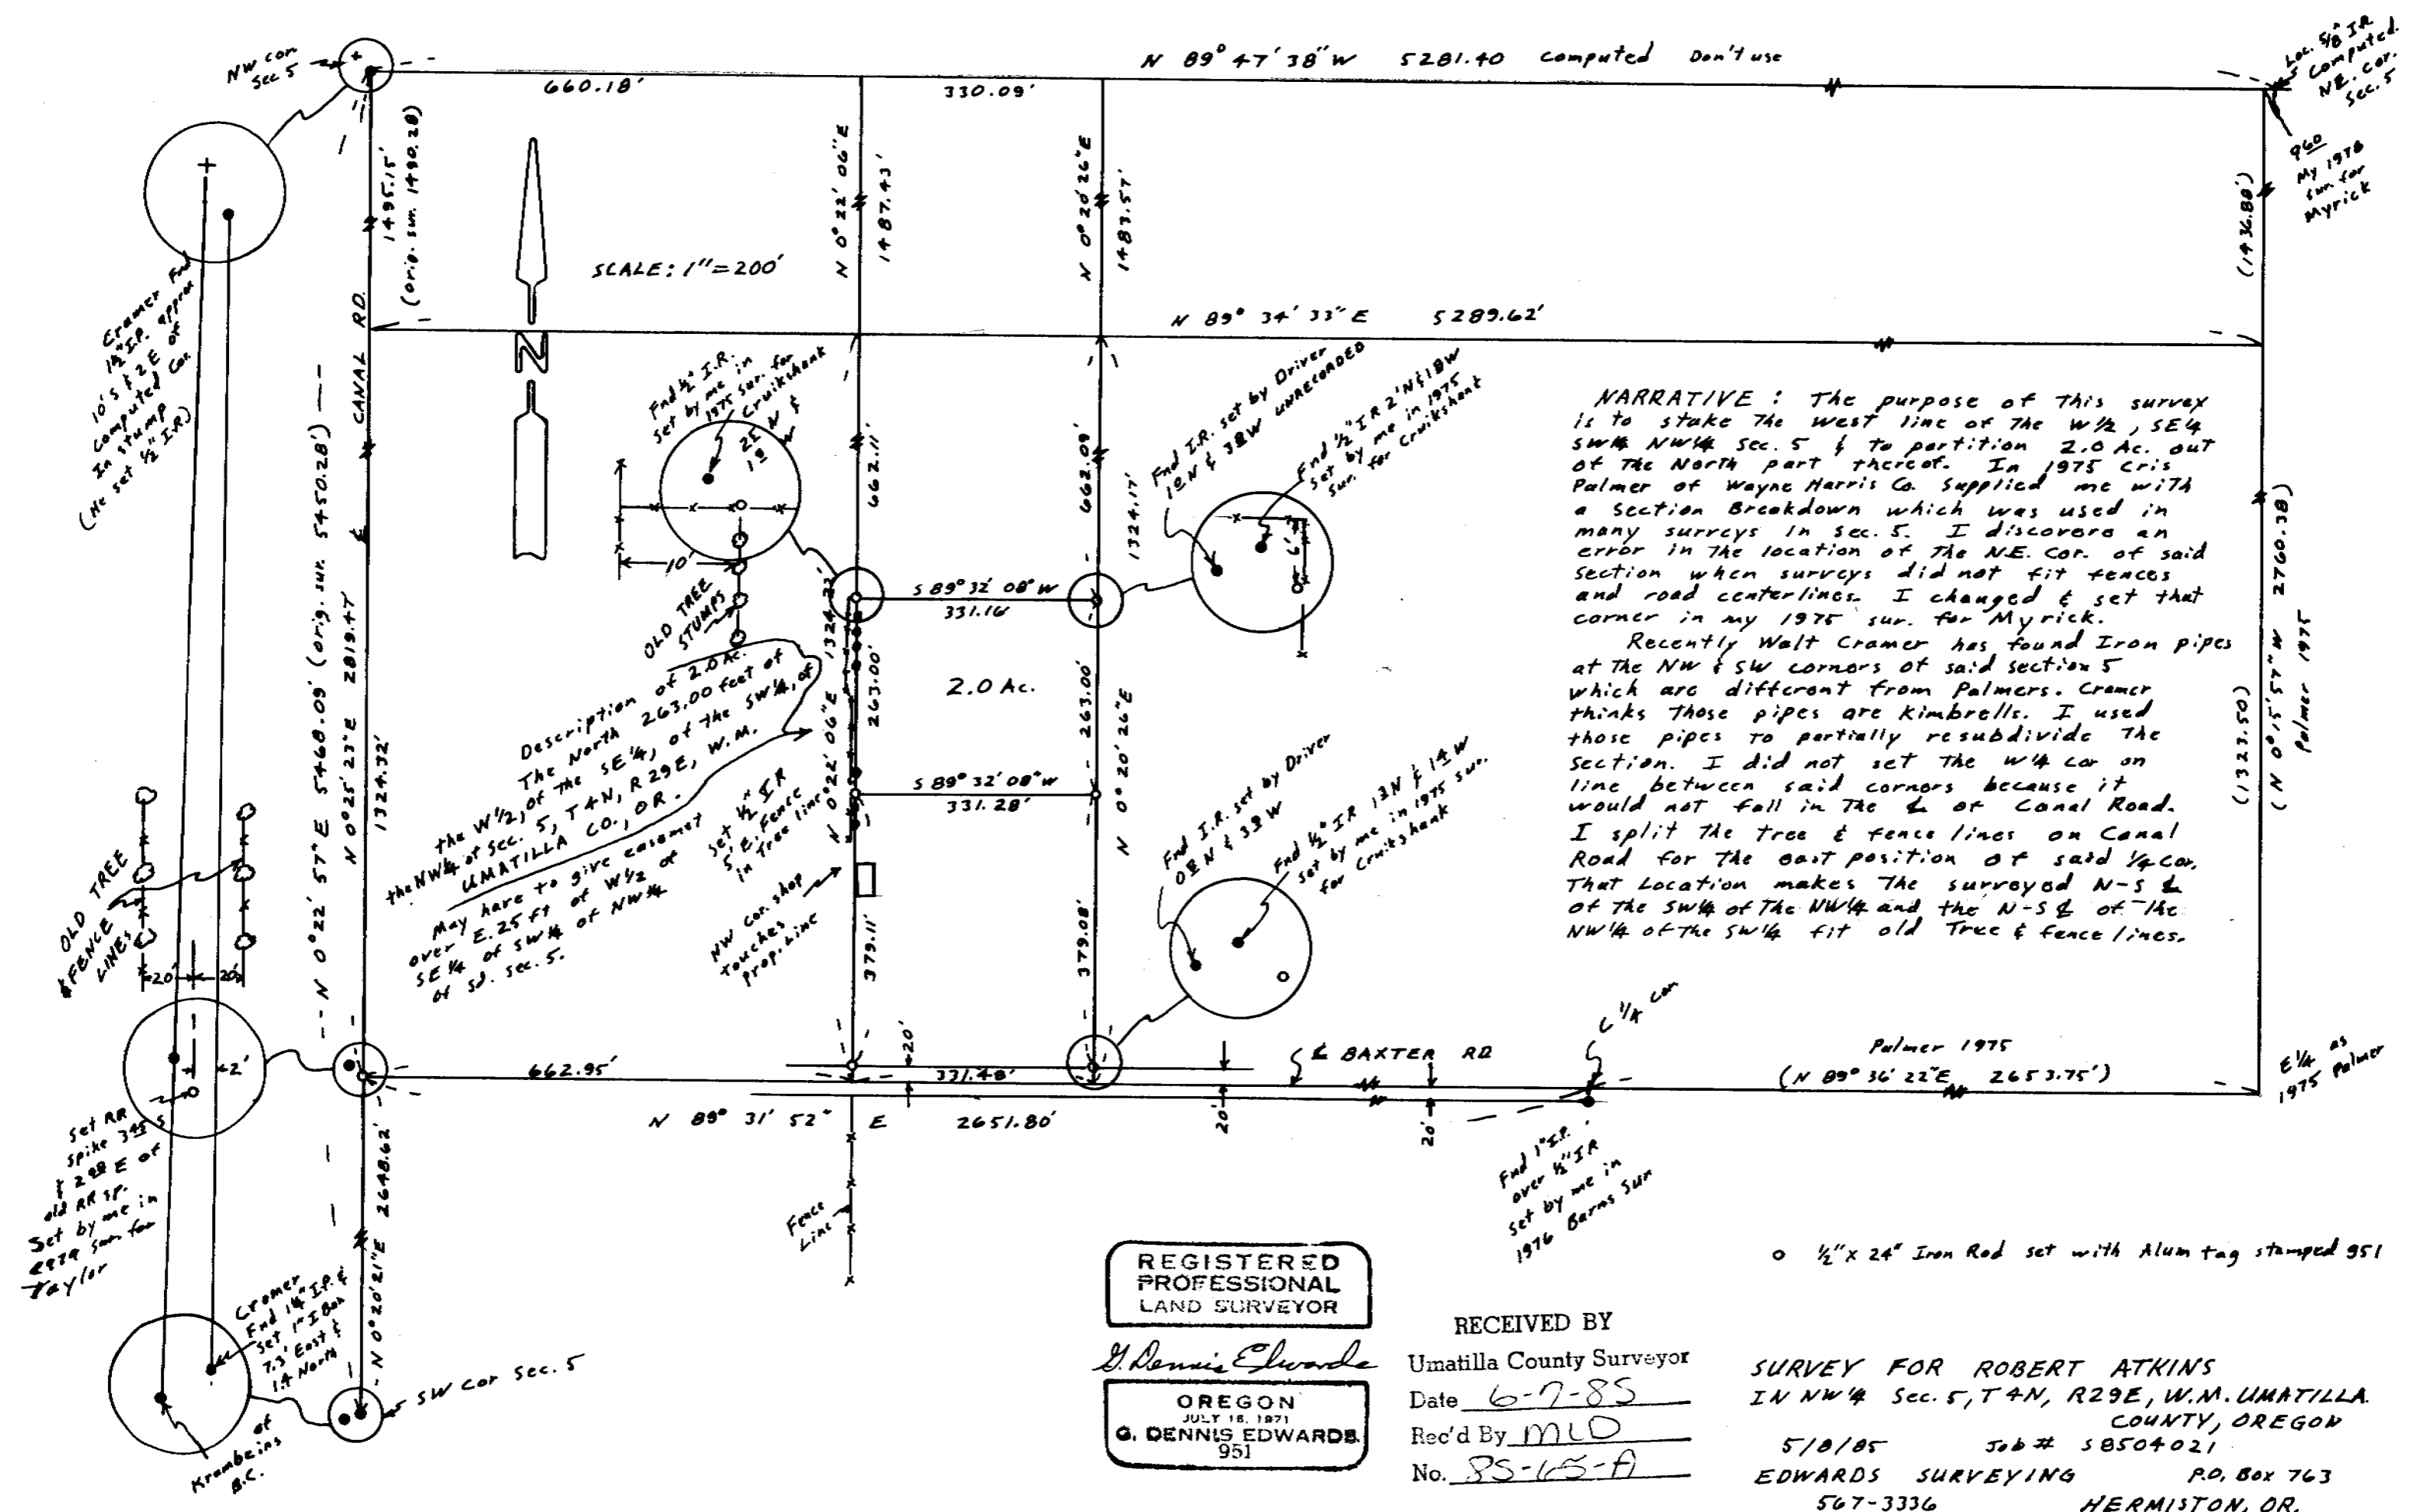 NW cor
Sec 5
N 89° 47' 38" W 5281.40 Computed Don't use
660.18'
330.09'
Loc. 5/8" I.R
Computed.
N.E. Cor.
Sec. 5
960
My 1978
sur. for
Myrick
1495.15'
(orig. sur. 1490.28)
CANAL RD.
N 0° 22' 06" E
1487.43'
N 0° 20' 26" E
1483.57'
(1436.88')
SCALE: 1"=200'
N
N 89° 34' 33" E 5289.62'
Cramer Fnd
1½" I.P. approx
10' S & 2' E of
Computed Cor
In stump
(He set ½" I.R)
Fnd ½" I.R.
set by me in
1975 sur. for
Cruikshank
10'
OLD TREE
STUMPS
662.11'
662.09'
1324.17'
Fnd I.R. set by Driver
1.0 N & 3.8 W UNRECORDED
Fnd ½" IR 2' N & 1.8 W
set by me in 1975
sur. for Cruikshank
6'
NARRATIVE : The purpose of this survey
is to stake the west line of the W½, SE¼
SW¼ NW¼ Sec. 5 & to partition 2.0 Ac. out
of the North part thereof. In 1975 Cris
Palmer of Wayne Harris Co. Supplied me with
a section Breakdown which was used in
many surveys in Sec. 5. I discovere an
error in the location of the N.E. Cor. of said
section when surveys did not fit fences
and road centerlines. I changed & set that
corner in my 1975 sur. for Myrick.
Recently Walt Cramer has found Iron pipes
at the NW & SW corners of said section 5
which are different from Palmers. Cramer
thinks those pipes are Kimbrells. I used
those pipes to partially resubdivide the
section. I did not set the W¼ cor on
line between said corners because it
would not fall in the ℄ of Canal Road.
I split the tree & fence lines on Canal
Road for the east position of said ¼ cor.
That Location makes the surveyed N-S ℄
of the SW¼ of the NW¼ and the N-S ℄ of the
NW¼ of the SW¼ fit old Tree & fence lines.
(N 0° 15' 57" W 2760.38)
Palmer 1975
(1323.50)
-- N 0° 22' 57" E 5468.09' (orig. sur. 5450.28') --
N 0° 25' 23" E 2819.47'
1324.32'
S 89° 32' 08" W
331.16'
2.0 Ac.
263.00'
263.00'
N 0° 22' 06" E
N 0° 20' 26" E
S 89° 32' 08" W
331.28'
Description of 2.0 Ac.
The North 263.00 feet of
the W½, of the SE¼, of the SW¼, of
the NW¼ of Sec. 5, T4N, R29E, W.M.
UMATILLA CO., OR.
May have to give easmet
over E. 25 ft of W½ of
SE¼ of SW¼ of NW¼
of sd. sec. 5.
Set ½" IR
5' E. Fence
in Tree line
NW cor. shop
touches
prop. line
379.11'
379.08'
Fnd I.R. set by Driver
Fnd ½" IR
set by me in 1975 sur.
for Cruikshank
OLD TREE
& FENCE
LINES
20' 20'
2'
Set RR
spike
old RR sp.
Set by me in
sur. for
Taylor
662.95'
331.48'
20'
℄ BAXTER RD
C ¼ cor
Palmer 1975
(N 89° 36' 22" E 2653.75')
E¼ as
1975 Palmer
N 89° 31' 52" E 2651.80'
20'
20'
Fnd 1" I.P.
over ½" IR
set by me in
1976 Barns Sur
Fence
Line
N 0° 20' 21" E 2648.62'
Cramer
Fnd 1¼" I.P. &
set 1" I Bar
7.3' East &
1.4 North
SW Cor Sec. 5
Krambeins
B.C.
o ½" x 24" Iron Rod set with Alum tag stamped 951
REGISTERED
PROFESSIONAL
LAND SURVEYOR
G. Dennis Edwards
OREGON
JULY 16, 1971
G. DENNIS EDWARDS
951
RECEIVED BY
Umatilla County Surveyor
Date 6-7-85
Rec'd By MLD
No. 85-65-A
SURVEY FOR ROBERT ATKINS
IN NW¼ Sec. 5, T4N, R29E, W.M. UMATILLA
COUNTY, OREGON
5/8/85 Job # S8504021
EDWARDS SURVEYING P.O. Box 763
567-3336 HERMISTON, OR.